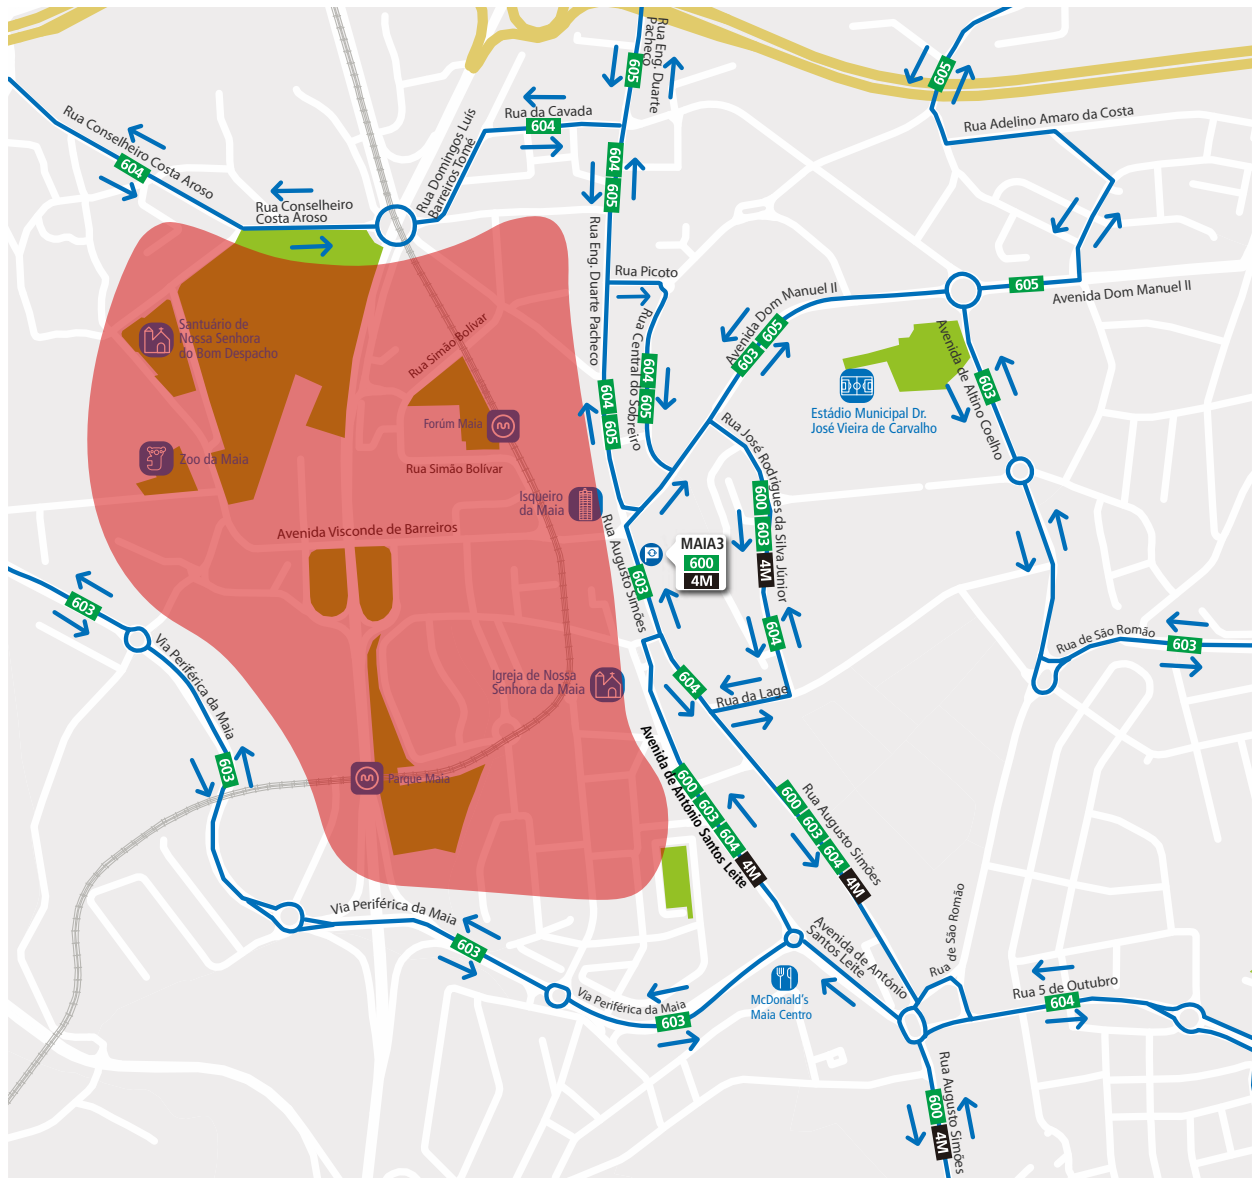 Rua Eng. Duarte
Pacheco
605
605
Rua Conselheiro Costa Aroso
604
Rua da Cavada
604
Rua Domingos Luís
Barreiros Tomé
Rua Adelino Amaro da Costa
604 605
Rua Conselheiro
Costa Aroso
Rua Eng. Duarte Pacheco
Rua Picoto
605
Avenida Dom Manuel II
Avenida Dom Manuel II
603 605
Santuário de
Nossa Senhora
do Bom Despacho
Rua Simão Bolívar
Rua Central do Sobreiro
604 605
604 605
Avenida de Altino Coelho
603
Estádio Municipal Dr.
José Vieira de Carvalho
Forúm Maia
Zoo da Maia
Rua Simão Bolívar
Rua José Rodrigues da Silva Júnior
600 603 4M
Isqueiro
da Maia
Avenida Visconde de Barreiros
Rua Augusto Simões
MAIA3
600
4M
603
603
604
Rua de São Romão
603
Via Periférica da Maia
603
Igreja de Nossa
Senhora da Maia
604
Rua da Lage
Parque Maia
Avenida de António Santos Leite
600 603 604 4M
Rua Augusto Simões
600 603 604 4M
Via Periférica da Maia
603
Avenida de António
Santos Leite
Rua de São Romão
McDonald's
Maia Centro
Via Periférica da Maia
603
Rua 5 de Outubro
604
Rua Augusto Simões
600 4M